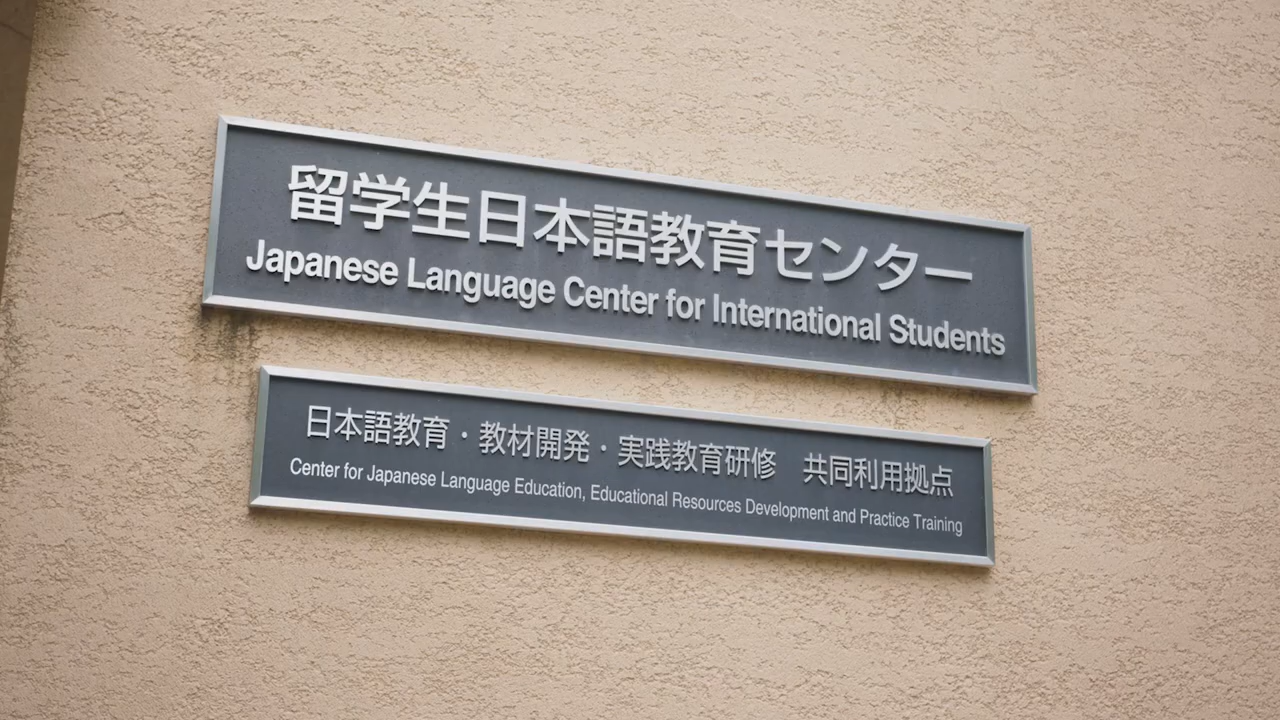 留学生日本語教育センター
Japanese Language Center for International Students
日本語教育・教材開発・実践教育研修　共同利用拠点
Center for Japanese Language Education, Educational Resources Development and Practice Training